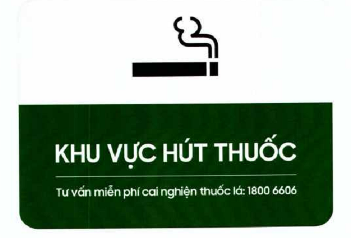 KHU VỰC HÚT THUỐC
Tư vấn miễn phí cai nghiện thuốc lá: 1800 6606